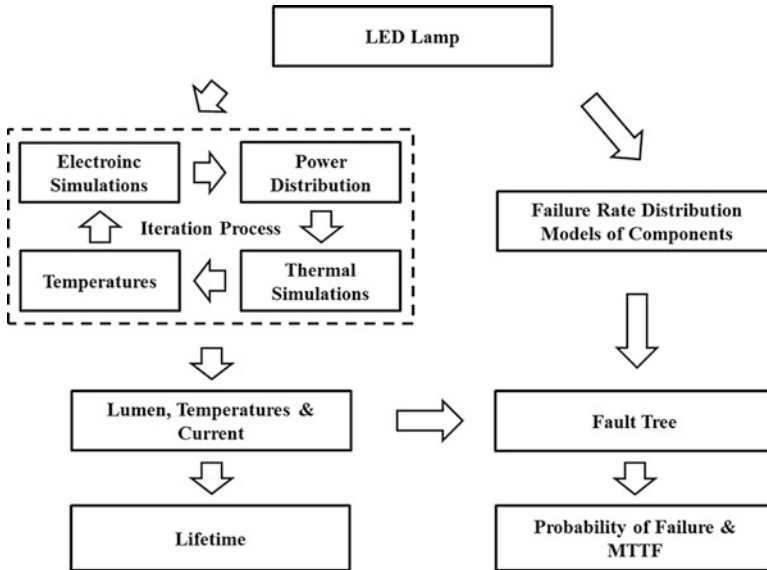 LED Lamp
Electroinc
Simulations
Power
Distribution
Iteration Process
Temperatures
Thermal
Simulations
Failure Rate Distribution
Models of Components
Lumen, Temperatures &
Current
Fault Tree
Lifetime
Probability of Failure &
MTTF